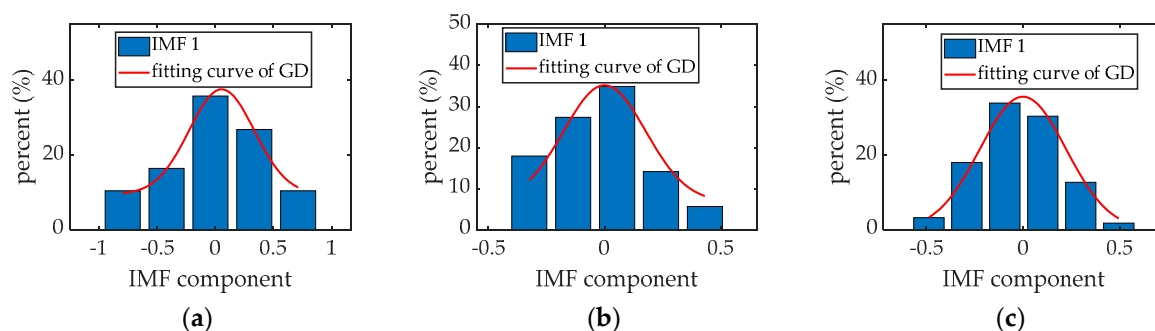 IMF 1
fitting curve of GD
percent (%)
40
20
0
-1
-0.5
0
0.5
1
IMF component
(a)
IMF 1
fitting curve of GD
percent (%)
50
40
30
20
10
0
-0.5
0
0.5
IMF component
(b)
IMF 1
fitting curve of GD
percent (%)
40
20
0
-0.5
0
0.5
IMF component
(c)